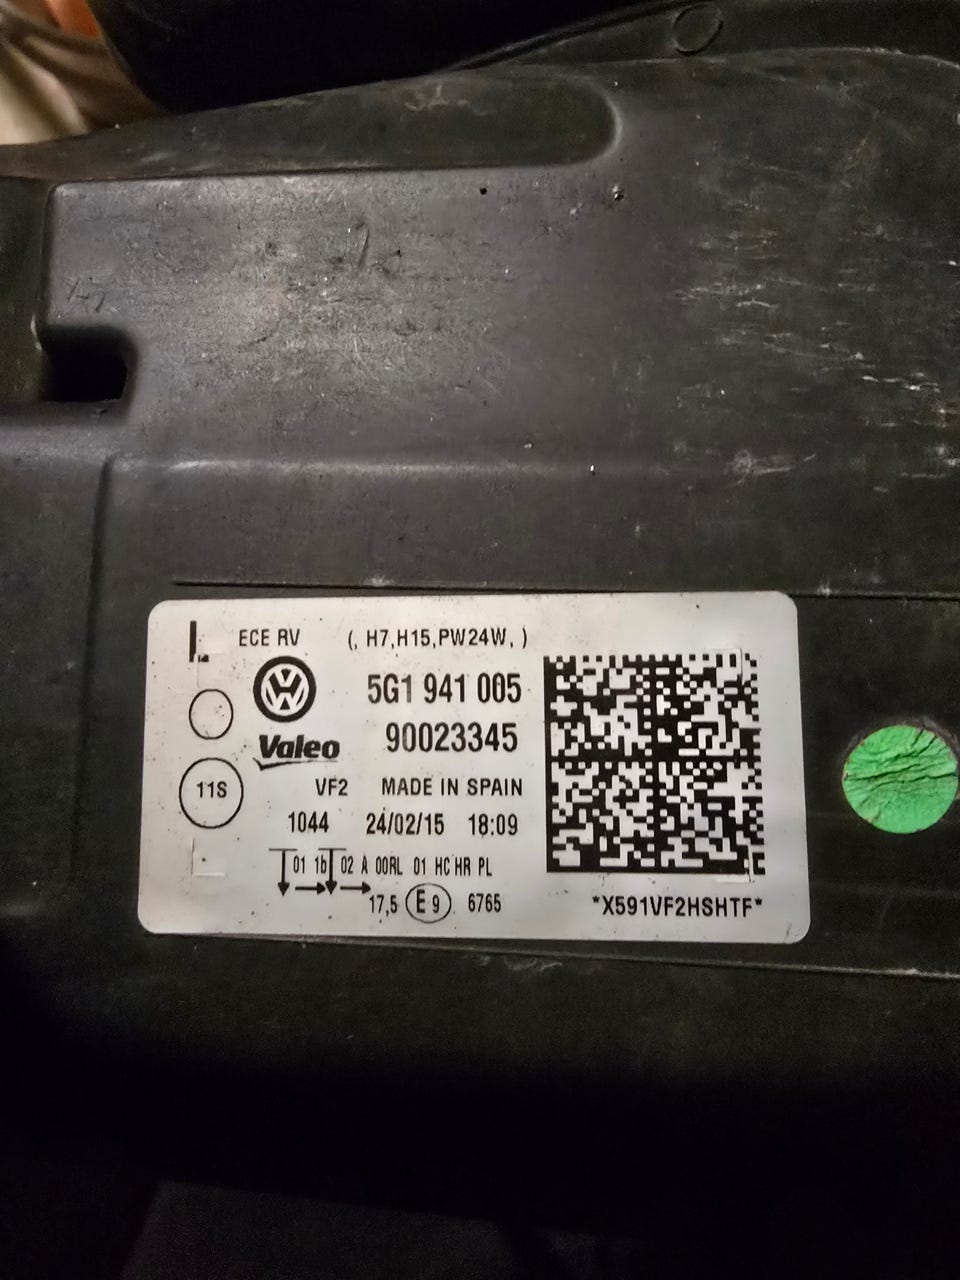 L ECE RV (, H7,H15,PW24W, )
5G1 941 005
Valeo 90023345
11S VF2 MADE IN SPAIN
1044 24/02/15 18:09
01 1b 02 A 00RL 01 HC HR PL
17,5 E 9 6765
*X591VF2HSHTF*